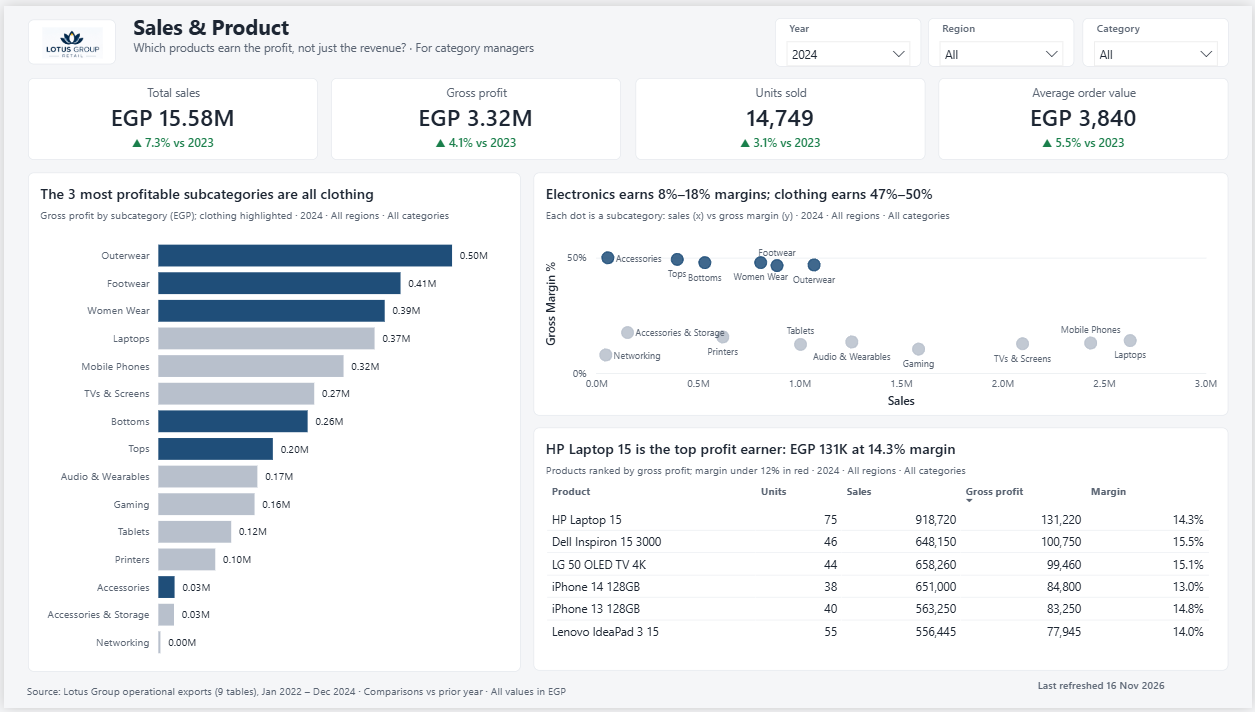 LOTUS GROUP
RETAIL
Sales & Product
Which products earn the profit, not just the revenue? · For category managers
Year
2024
Region
All
Category
All
Total sales
EGP 15.58M
▲ 7.3% vs 2023
Gross profit
EGP 3.32M
▲ 4.1% vs 2023
Units sold
14,749
▲ 3.1% vs 2023
Average order value
EGP 3,840
▲ 5.5% vs 2023
The 3 most profitable subcategories are all clothing
Gross profit by subcategory (EGP); clothing highlighted · 2024 · All regions · All categories
Outerwear 0.50M
Footwear 0.41M
Women Wear 0.39M
Laptops 0.37M
Mobile Phones 0.32M
TVs & Screens 0.27M
Bottoms 0.26M
Tops 0.20M
Audio & Wearables 0.17M
Gaming 0.16M
Tablets 0.12M
Printers 0.10M
Accessories 0.03M
Accessories & Storage 0.03M
Networking 0.00M
Electronics earns 8%–18% margins; clothing earns 47%–50%
Each dot is a subcategory: sales (x) vs gross margin (y) · 2024 · All regions · All categories
Gross Margin %
50%
0%
Footwear
Accessories
Tops
Bottoms
Women Wear
Outerwear
Accessories & Storage
Tablets
Mobile Phones
Printers
Networking
Audio & Wearables
Gaming
TVs & Screens
Laptops
0.0M 0.5M 1.0M 1.5M 2.0M 2.5M 3.0M
Sales
HP Laptop 15 is the top profit earner: EGP 131K at 14.3% margin
Products ranked by gross profit; margin under 12% in red · 2024 · All regions · All categories
Product Units Sales Gross profit Margin
HP Laptop 15 75 918,720 131,220 14.3%
Dell Inspiron 15 3000 46 648,150 100,750 15.5%
LG 50 OLED TV 4K 44 658,260 99,460 15.1%
iPhone 14 128GB 38 651,000 84,800 13.0%
iPhone 13 128GB 40 563,250 83,250 14.8%
Lenovo IdeaPad 3 15 55 556,445 77,945 14.0%
Source: Lotus Group operational exports (9 tables), Jan 2022 – Dec 2024 · Comparisons vs prior year · All values in EGP
Last refreshed 16 Nov 2026